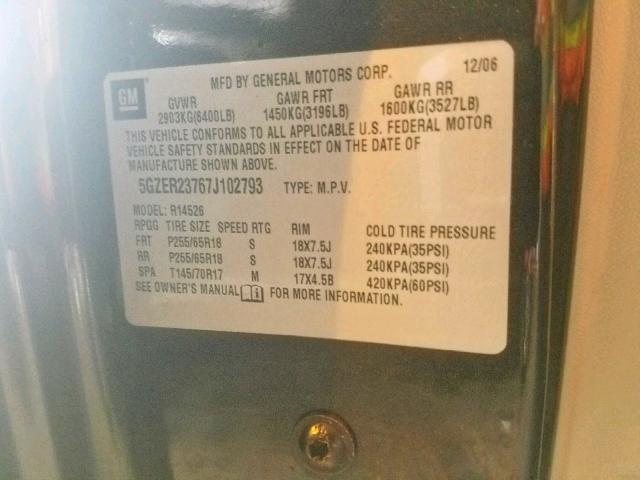 GM MFD BY GENERAL MOTORS CORP. 12/06
GVWR GAWR FRT GAWR RR
2903KG(6400LB) 1450KG(3196LB) 1600KG(3527LB)
THIS VEHICLE CONFORMS TO ALL APPLICABLE U.S. FEDERAL MOTOR
VEHICLE SAFETY STANDARDS IN EFFECT ON THE DATE OF
MANUFACTURE SHOWN ABOVE.
5GZER23767J102793 TYPE: M.P.V.
MODEL: R14526
RPGG TIRE SIZE SPEED RTG RIM COLD TIRE PRESSURE
FRT P255/65R18 S 18X7.5J 240KPA(35PSI)
RR P255/65R18 S 18X7.5J 240KPA(35PSI)
SPA T145/70R17 M 17X4.5B 420KPA(60PSI)
SEE OWNER'S MANUAL FOR MORE INFORMATION.